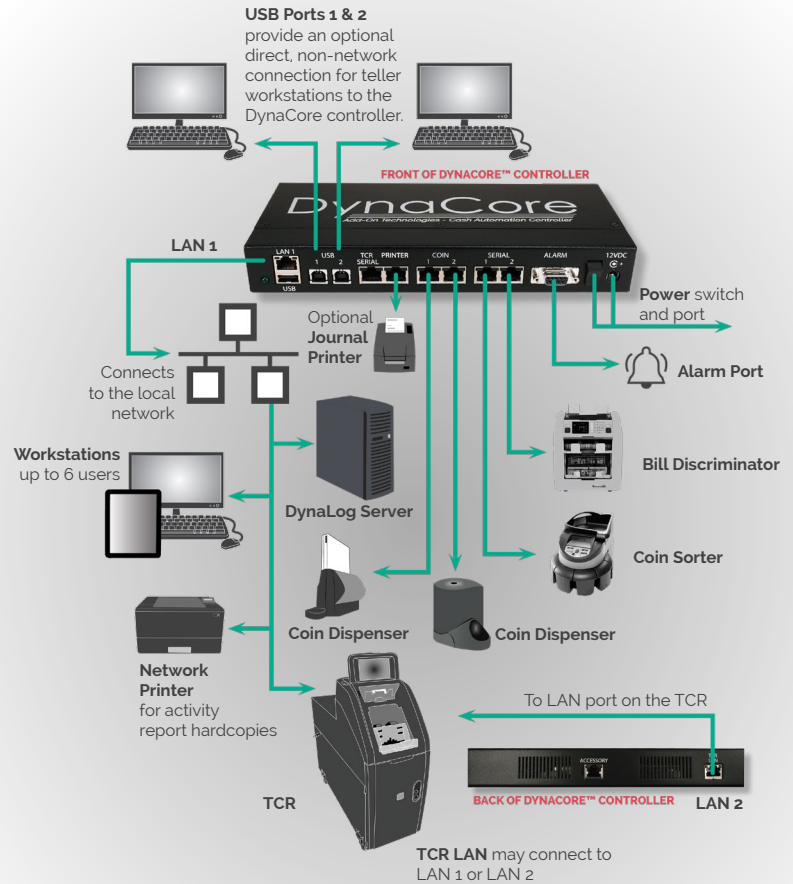 USB Ports 1 & 2
provide an optional
direct, non-network
connection for teller
workstations to the
DynaCore controller.
FRONT OF DYNACORE™ CONTROLLER
DynaCore
Add-On Technologies - Cash Automation Controller
LAN 1
LAN 1
USB
USB
1 2
TCR
SERIAL
PRINTER
COIN
1 2
SERIAL
1 2
ALARM
12VDC
Power switch
and port
Optional
Journal
Printer
Alarm Port
Connects
to the local
network
Workstations
up to 6 users
DynaLog Server
Bill Discriminator
Coin Sorter
Coin Dispenser
Coin Dispenser
Network
Printer
for activity
report hardcopies
To LAN port on the TCR
ACCESSORY
LAN
TCR
BACK OF DYNACORE™ CONTROLLER
LAN 2
TCR LAN may connect to
LAN 1 or LAN 2